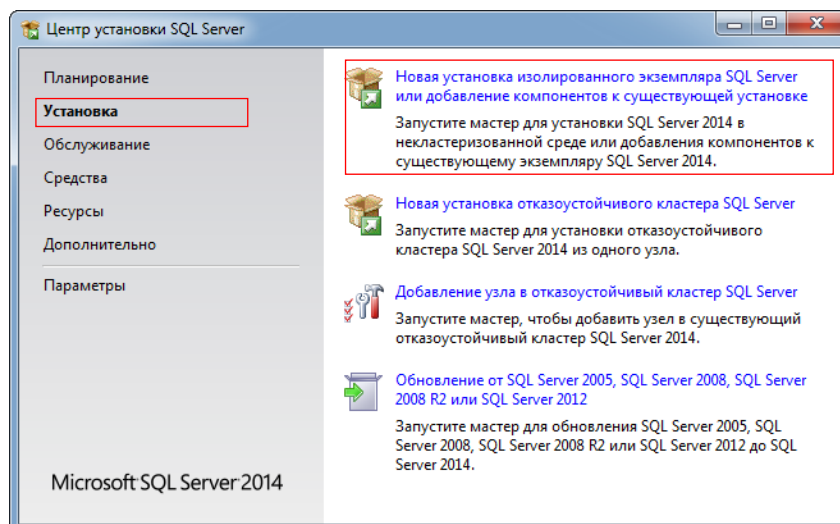 Центр установки SQL Server
Планирование
Установка
Обслуживание
Средства
Ресурсы
Дополнительно
Параметры
Microsoft SQL Server 2014
Новая установка изолированного экземпляра SQL Server
или добавление компонентов к существующей установке
Запустите мастер для установки SQL Server 2014 в
некластеризованной среде или добавления компонентов к
существующему экземпляру SQL Server 2014.
Новая установка отказоустойчивого кластера SQL Server
Запустите мастер для установки отказоустойчивого
кластера SQL Server 2014 из одного узла.
Добавление узла в отказоустойчивый кластер SQL Server
Запустите мастер, чтобы добавить узел в существующий
отказоустойчивый кластер SQL Server 2014.
Обновление от SQL Server 2005, SQL Server 2008, SQL Server
2008 R2 или SQL Server 2012
Запустите мастер для обновления SQL Server 2005, SQL
Server 2008, SQL Server 2008 R2 или SQL Server 2012 до SQL
Server 2014.